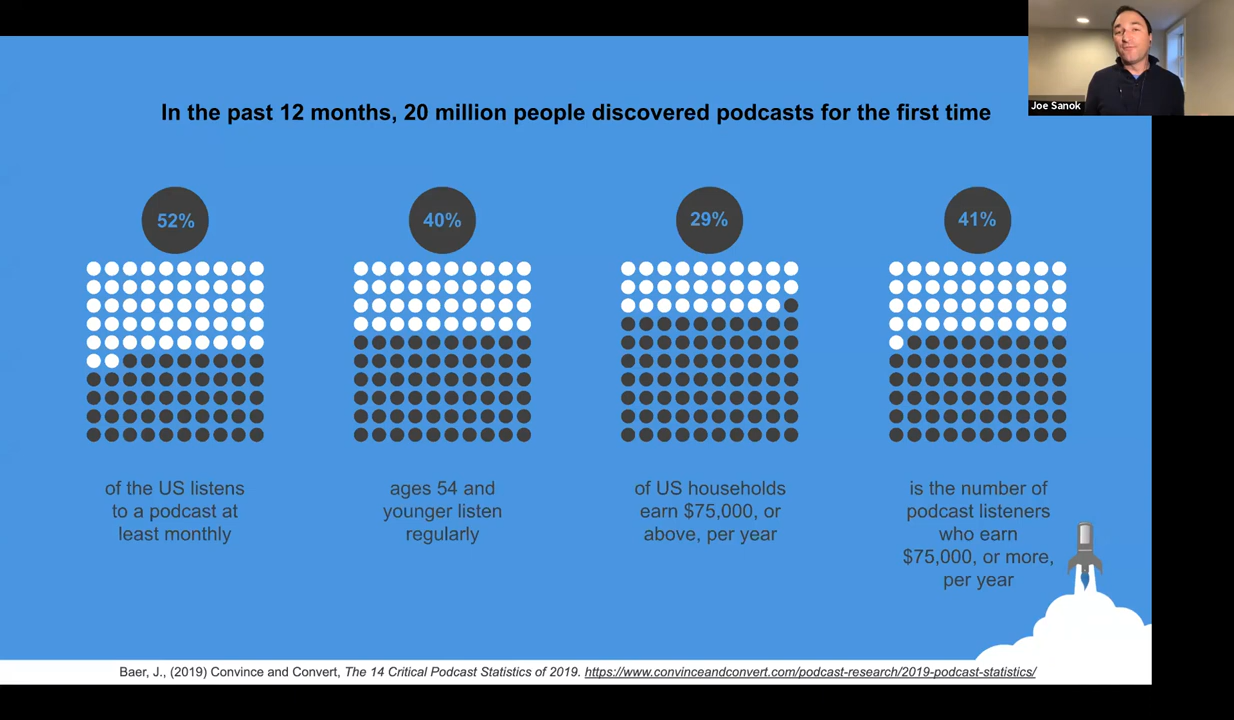 Joe Sanok
In the past 12 months, 20 million people discovered podcasts for the first time
52%
of the US listens
to a podcast at
least monthly
40%
ages 54 and
younger listen
regularly
29%
of US households
earn $75,000, or
above, per year
41%
is the number of
podcast listeners
who earn
$75,000, or more,
per year
Baer, J., (2019) Convince and Convert, The 14 Critical Podcast Statistics of 2019. https://www.convinceandconvert.com/podcast-research/2019-podcast-statistics/